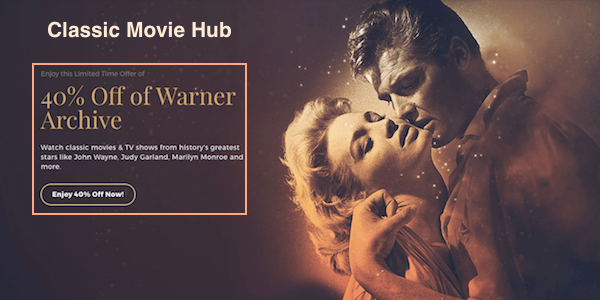 Classic Movie Hub
Enjoy this Limited Time Offer of
40% Off of Warner
Archive
Watch classic movies & TV shows from history's greatest
stars like John Wayne, Judy Garland, Marilyn Monroe and
more.
Enjoy 40% Off Now!